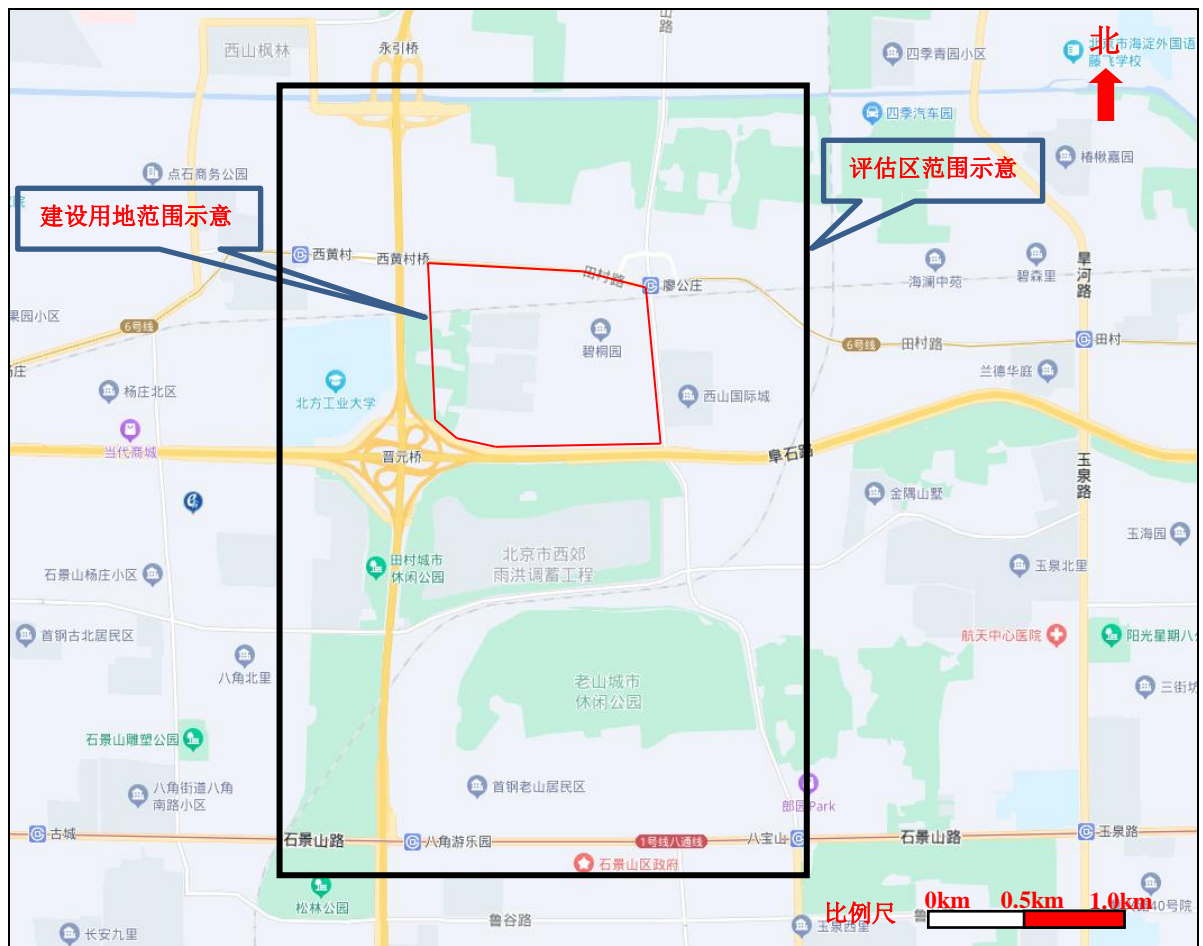 山路
西山枫林
永引桥
四季青园小区
北
北京市海淀外国语
藤飞学校
四季汽车园
椿楸嘉园
点石商务公园
评估区范围示意
建设用地范围示意
西黄村
西黄村桥
田村路
廖公庄
海澜中苑
碧森里
旱河路
果园小区
6号线
碧桐园
6号线
田村路
田村
杨庄北区
北方工业大学
西山国际城
兰德华庭
当代商城
晋元桥
阜石路
玉泉路
金隅山墅
玉海园
北京市西郊
雨洪调蓄工程
田村城市
休闲公园
石景山杨庄小区
玉泉北里
首钢古北居民区
航天中心医院
阳光星期八公
八角北里
老山城市
休闲公园
三街坊
石景山雕塑公园
八角街道八角
南路小区
首钢老山居民区
郎园Park
古城
石景山路
八角游乐园
1号线八通线
八宝山
石景山路
玉泉路
石景山区政府
松林公园
鲁谷路
比例尺
0km
0.5km
1.0km
40号院
长安九里
玉泉西里